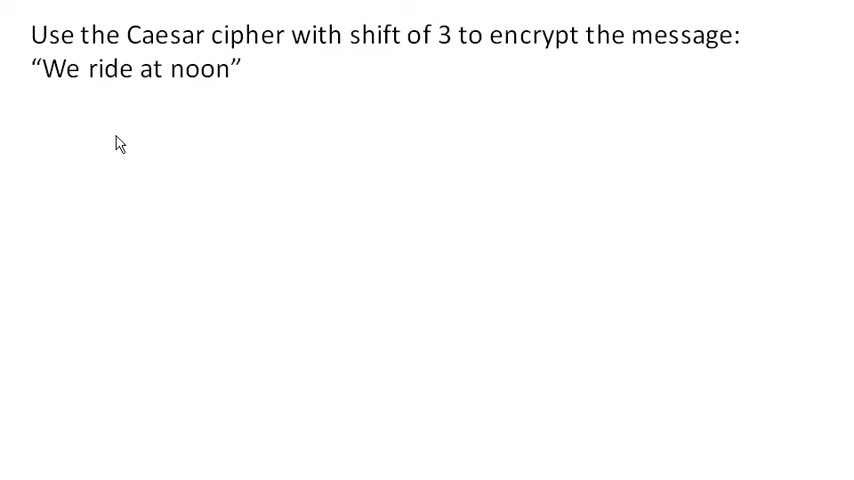 Use the Caesar cipher with shift of 3 to encrypt the message:
“We ride at noon”